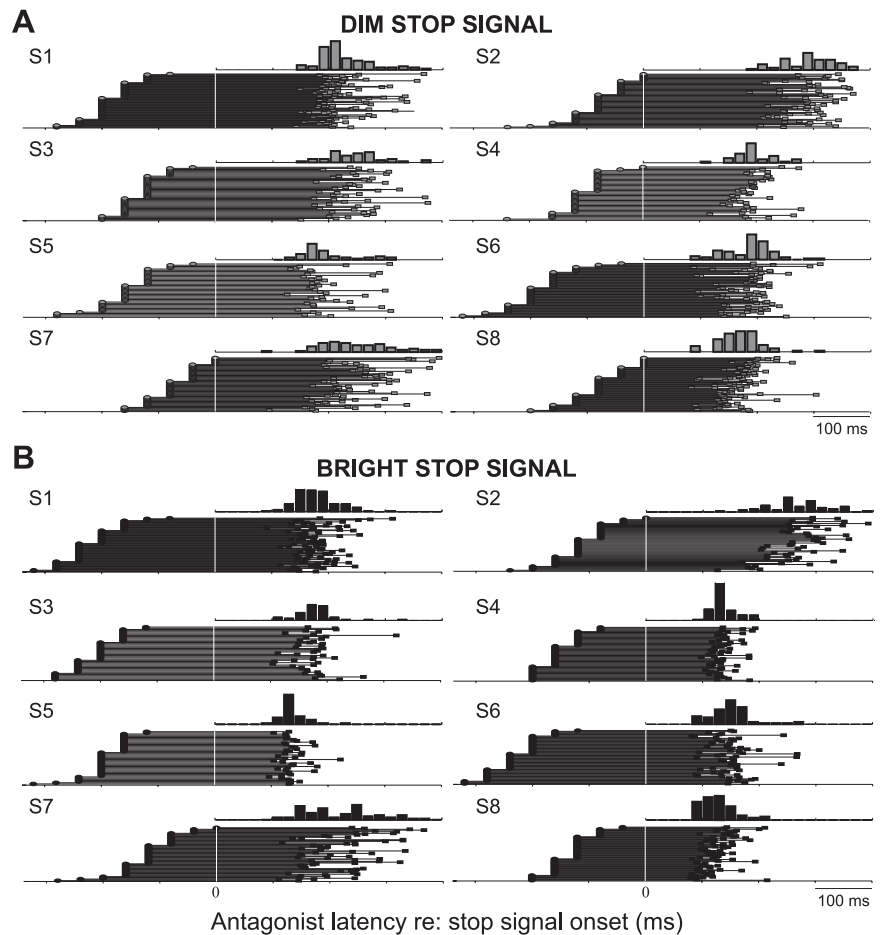 A
DIM STOP SIGNAL
S1
S2
S3
S4
S5
S6
S7
S8
100 ms
B
BRIGHT STOP SIGNAL
S1
S2
S3
S4
S5
S6
S7
S8
0
0
100 ms
Antagonist latency re: stop signal onset (ms)